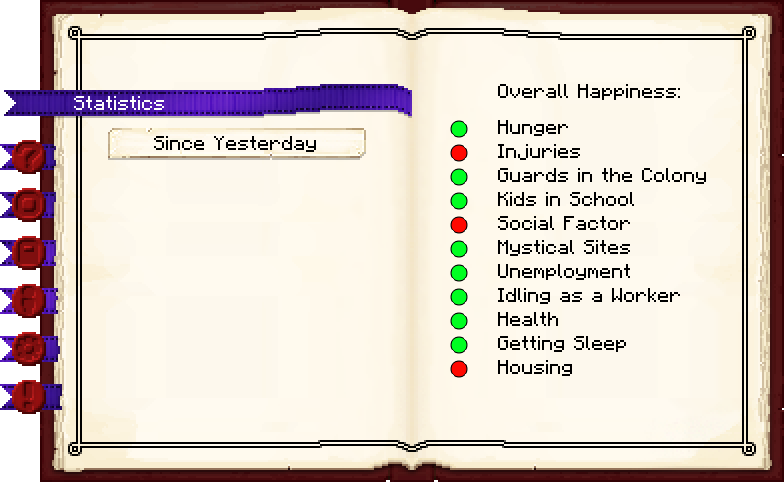 Statistics
Since Yesterday
Overall Happiness:
Hunger
Injuries
Guards in the Colony
Kids in School
Social Factor
Mystical Sites
Unemployment
Idling as a Worker
Health
Getting Sleep
Housing